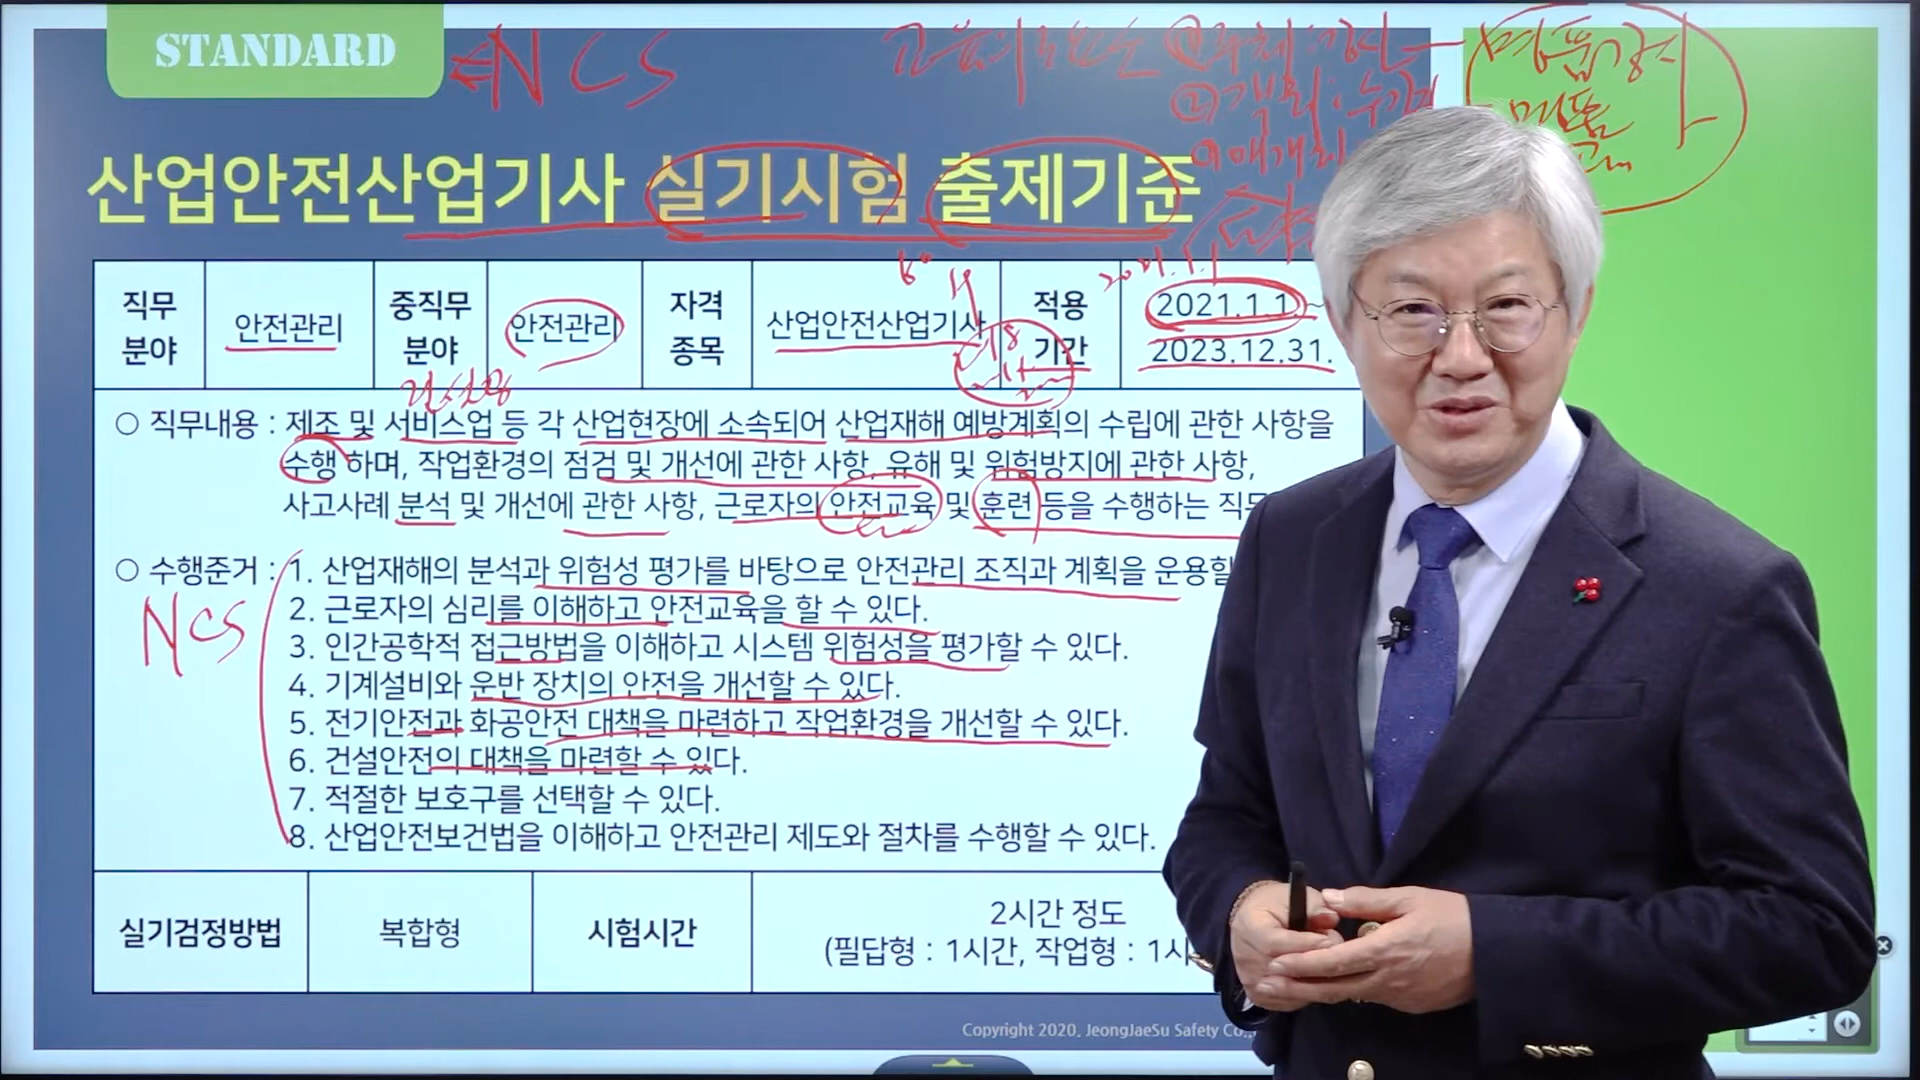 STANDARD
NCS
산업안전산업기사 실기시험 출제기준
직무 분야
안전관리
중직무 분야
안전관리
자격 종목
산업안전산업기사
적용 기간
2021.1.1 ~
2023.12.31.
○ 직무내용 : 제조 및 서비스업 등 각 산업현장에 소속되어 산업재해 예방계획의 수립에 관한 사항을
수행 하며, 작업환경의 점검 및 개선에 관한 사항, 유해 및 위험방지에 관한 사항,
사고사례 분석 및 개선에 관한 사항, 근로자의 안전교육 및 훈련 등을 수행하는 직
○ 수행준거 : 1. 산업재해의 분석과 위험성 평가를 바탕으로 안전관리 조직과 계획을 운용할
NCS
2. 근로자의 심리를 이해하고 안전교육을 할 수 있다.
3. 인간공학적 접근방법을 이해하고 시스템 위험성을 평가할 수 있다.
4. 기계설비와 운반 장치의 안전을 개선할 수 있다.
5. 전기안전과 화공안전 대책을 마련하고 작업환경을 개선할 수 있다.
6. 건설안전의 대책을 마련할 수 있다.
7. 적절한 보호구를 선택할 수 있다.
8. 산업안전보건법을 이해하고 안전관리 제도와 절차를 수행할 수 있다.
실기검정방법
복합형
시험시간
2시간 정도
(필답형 : 1시간, 작업형 : 1시
Copyright 2020. JeongJaeSu Safety Co.